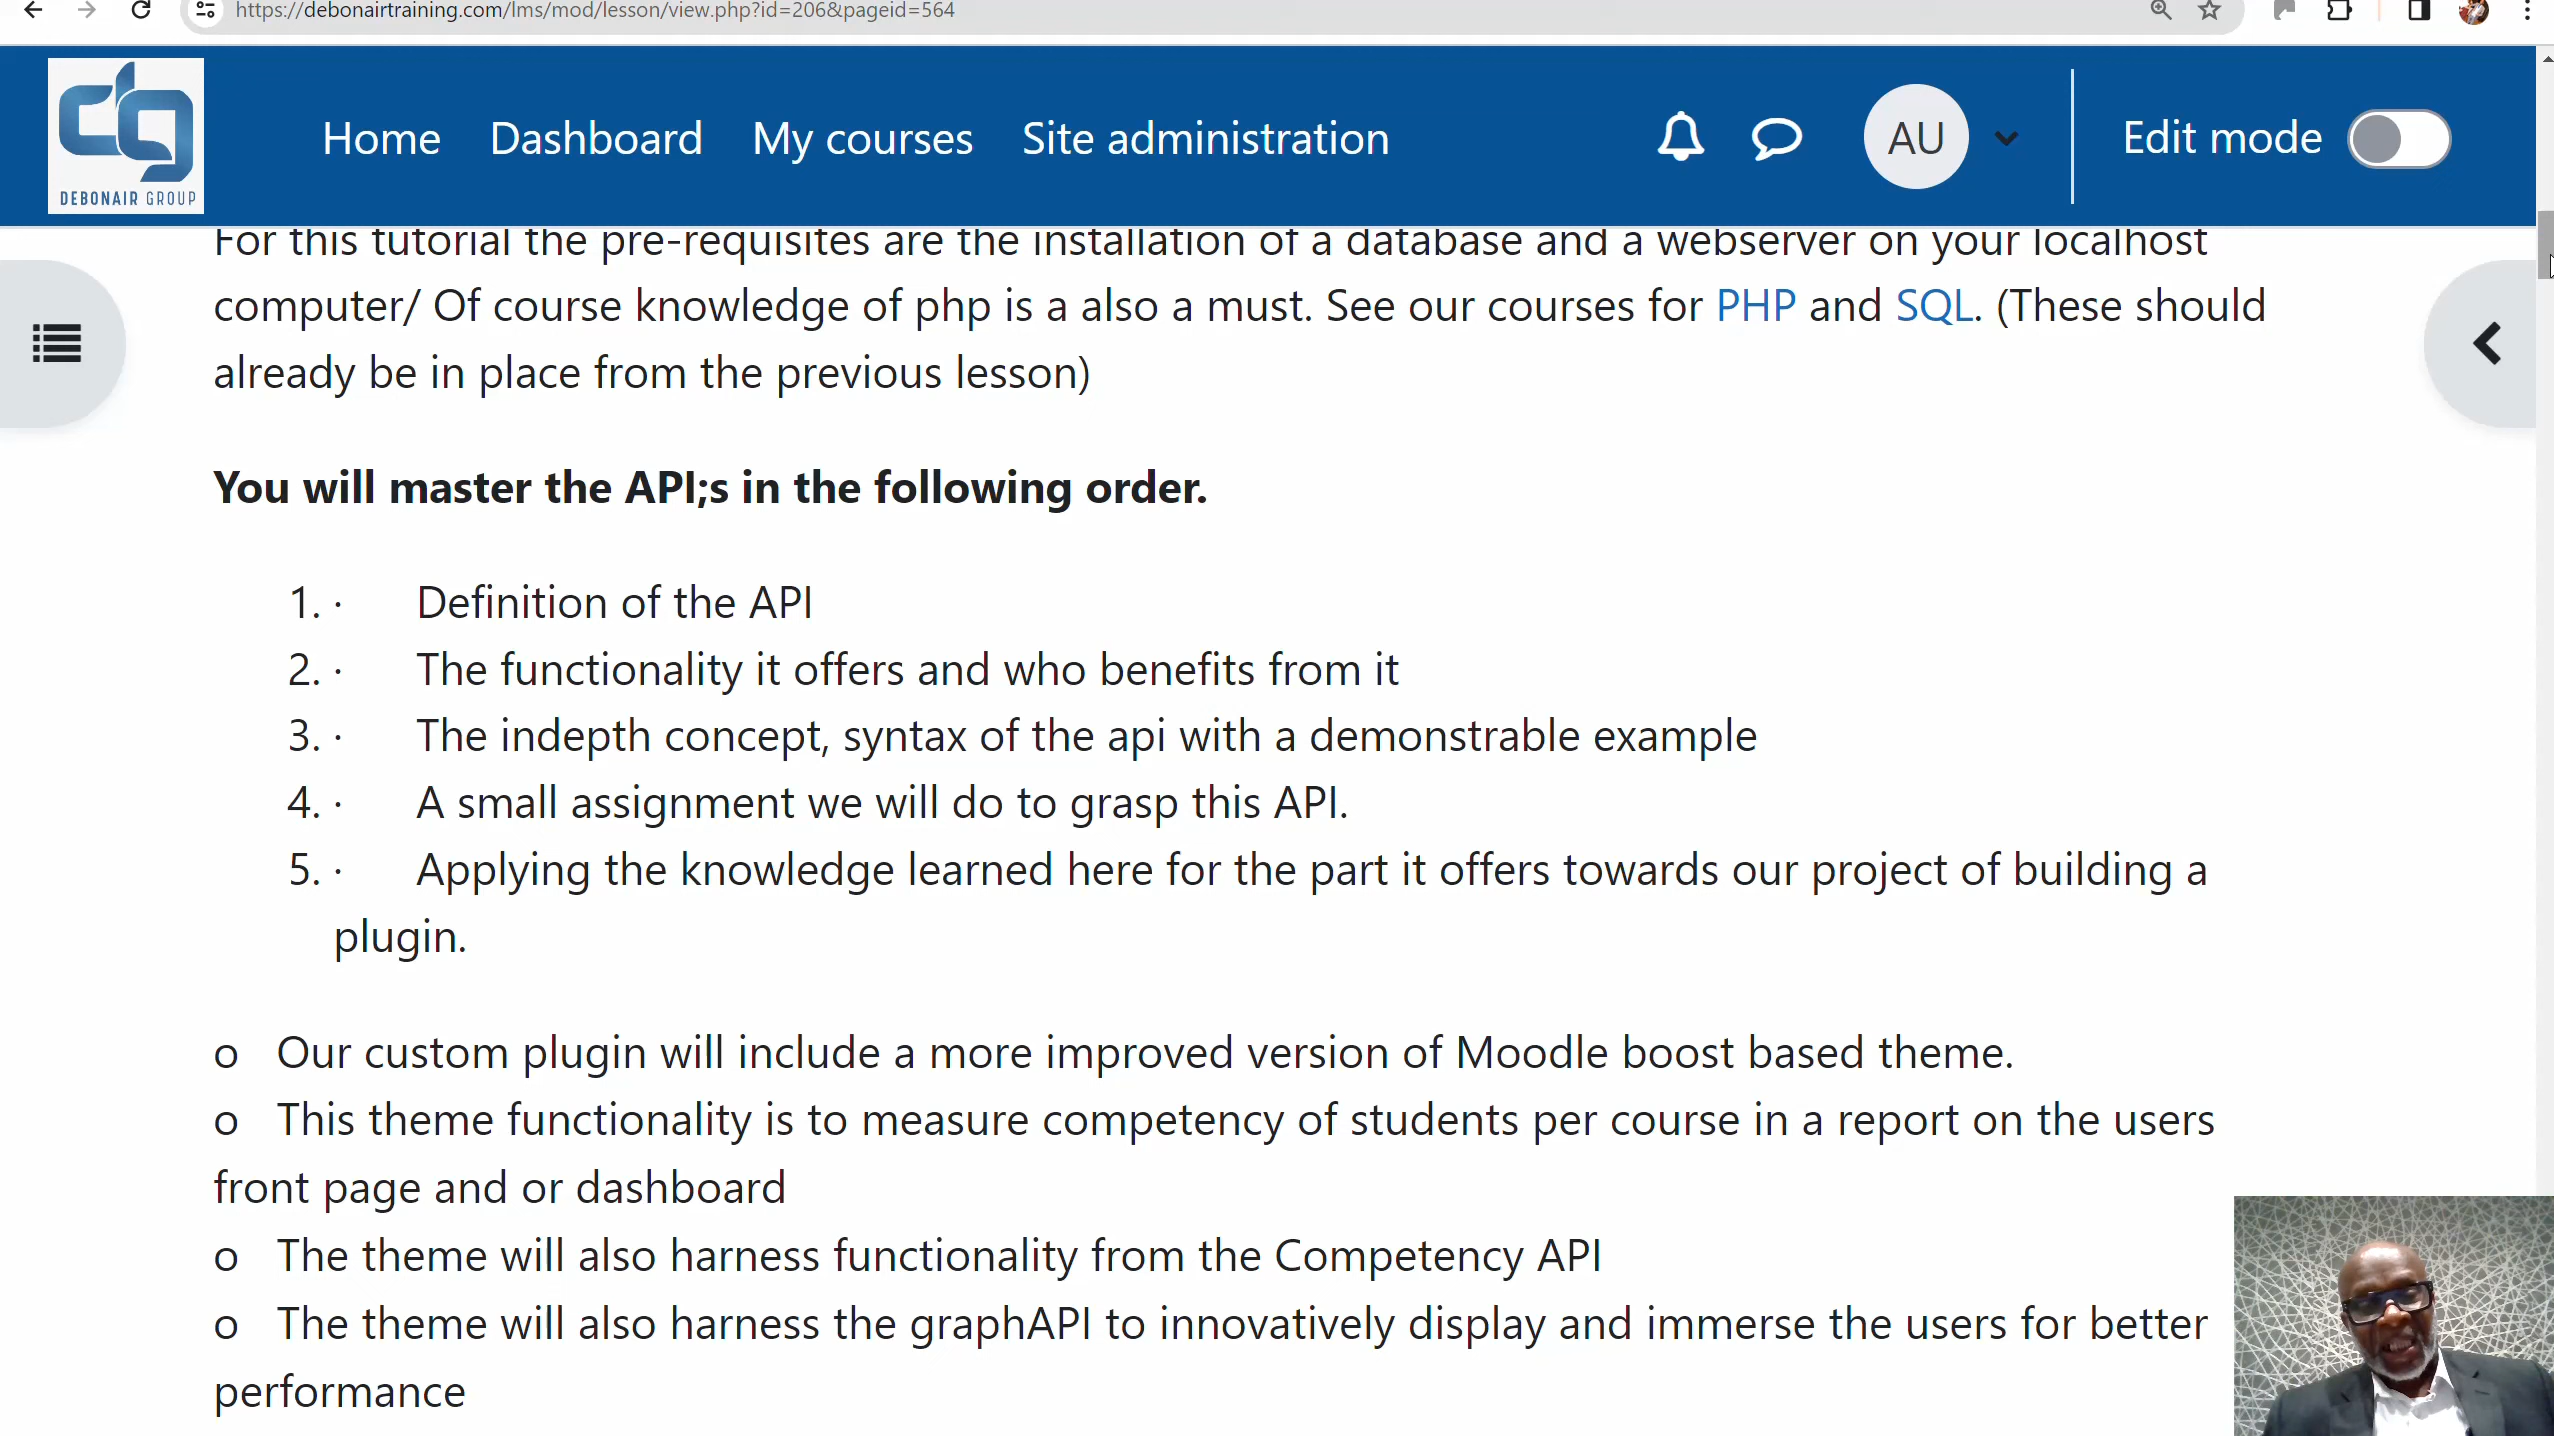 https://debonairtraining.com/lms/mod/lesson/view.php?id=206&pageid=564
DEBONAIR GROUP
Home Dashboard My courses Site administration AU Edit mode
For this tutorial the pre-requisites are the installation of a database and a webserver on your localhost
computer/ Of course knowledge of php is a also a must. See our courses for PHP and SQL. (These should
already be in place from the previous lesson)
You will master the API;s in the following order.
1. · Definition of the API
2. · The functionality it offers and who benefits from it
3. · The indepth concept, syntax of the api with a demonstrable example
4. · A small assignment we will do to grasp this API.
5. · Applying the knowledge learned here for the part it offers towards our project of building a
plugin.
o Our custom plugin will include a more improved version of Moodle boost based theme.
o This theme functionality is to measure competency of students per course in a report on the users
front page and or dashboard
o The theme will also harness functionality from the Competency API
o The theme will also harness the graphAPI to innovatively display and immerse the users for better
performance